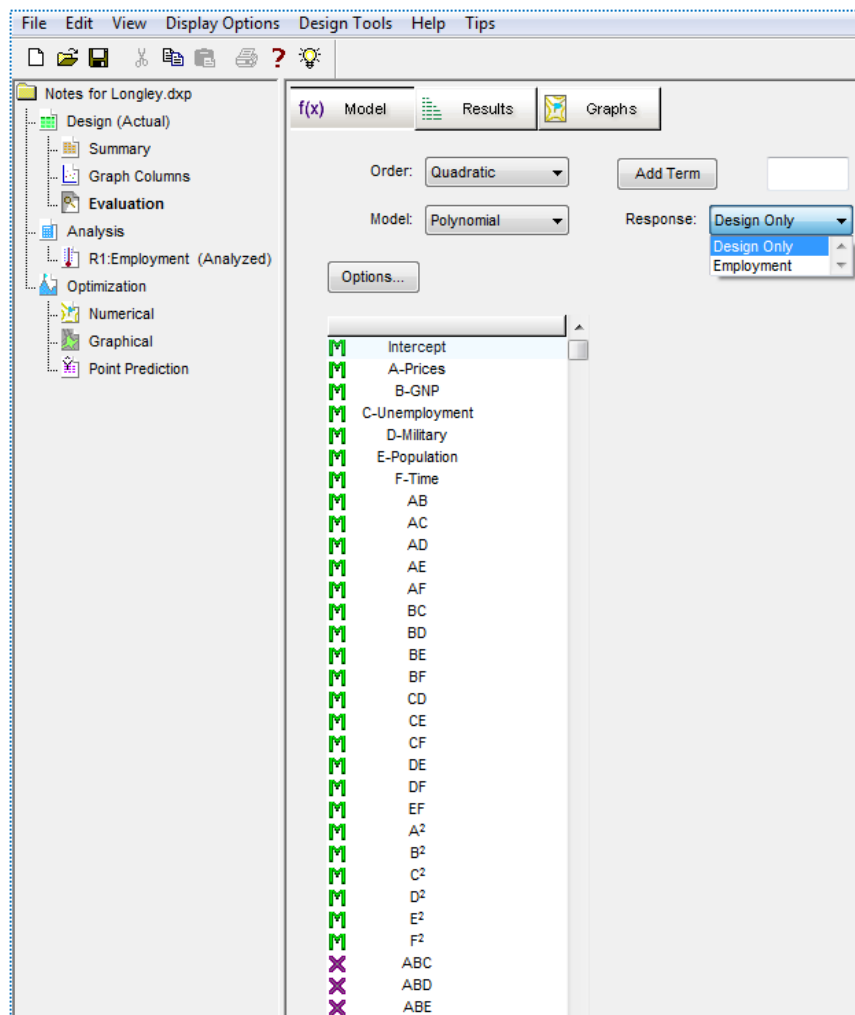 File Edit View Display Options Design Tools Help Tips
Notes for Longley.dxp
Design (Actual)
Summary
Graph Columns
Evaluation
Analysis
R1:Employment (Analyzed)
Optimization
Numerical
Graphical
Point Prediction
f(x) Model Results Graphs
Order: Quadratic Add Term
Model: Polynomial Response: Design Only
Design Only
Employment
Options...
Intercept
A-Prices
B-GNP
C-Unemployment
D-Military
E-Population
F-Time
AB
AC
AD
AE
AF
BC
BD
BE
BF
CD
CE
CF
DE
DF
EF
A²
B²
C²
D²
E²
F²
ABC
ABD
ABE